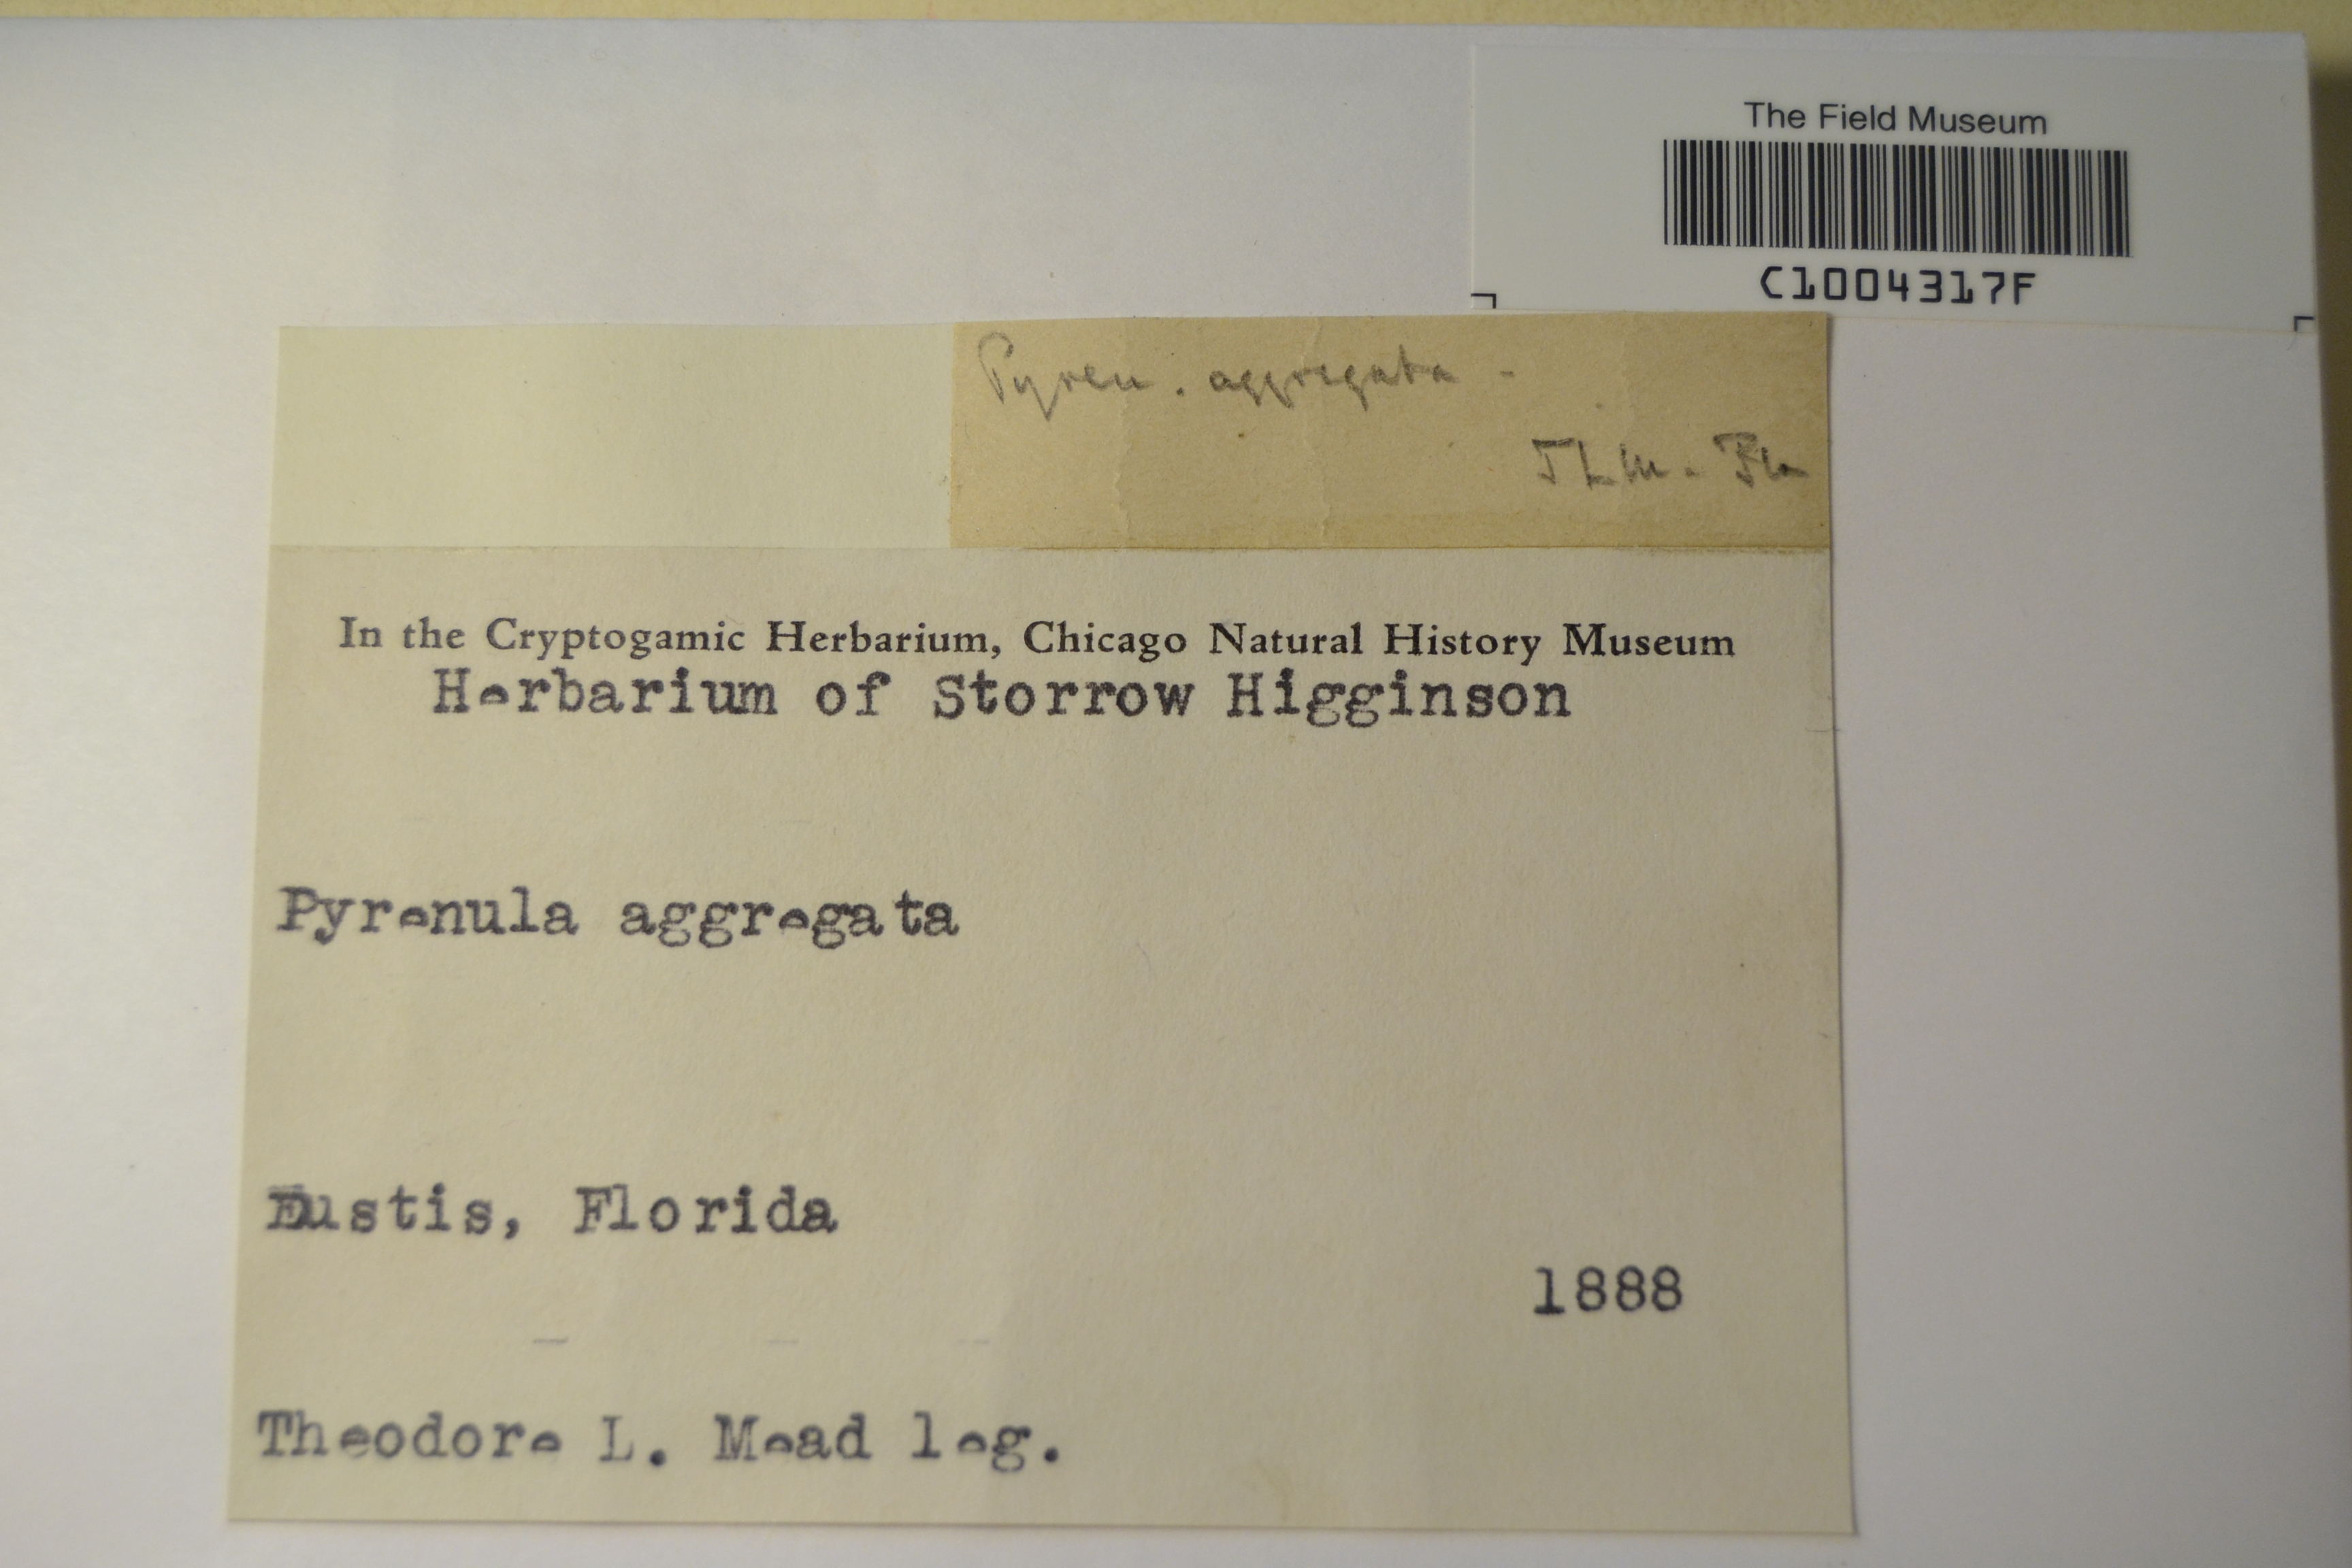 The Field Museum
C1004317F
Pyren. aggregata -
T L M - Fla
In the Cryptogamic Herbarium, Chicago Natural History Museum
Herbarium of Storrow Higginson
Pyrenula aggregata
Eustis, Florida
1888
Theodore L. Mead leg.